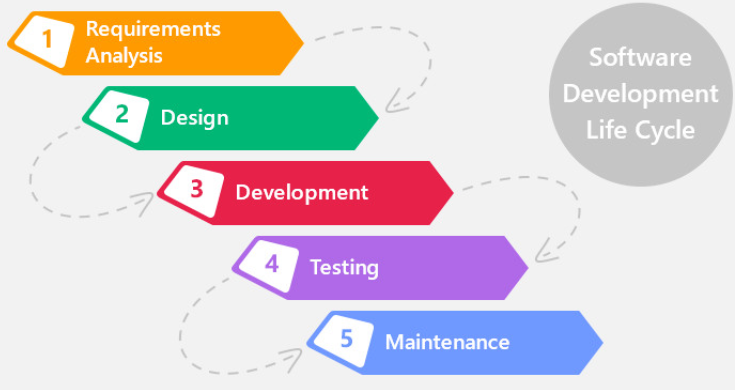 1
Requirements
Analysis
2
Design
3
Development
4
Testing
5
Maintenance
Software
Development
Life Cycle